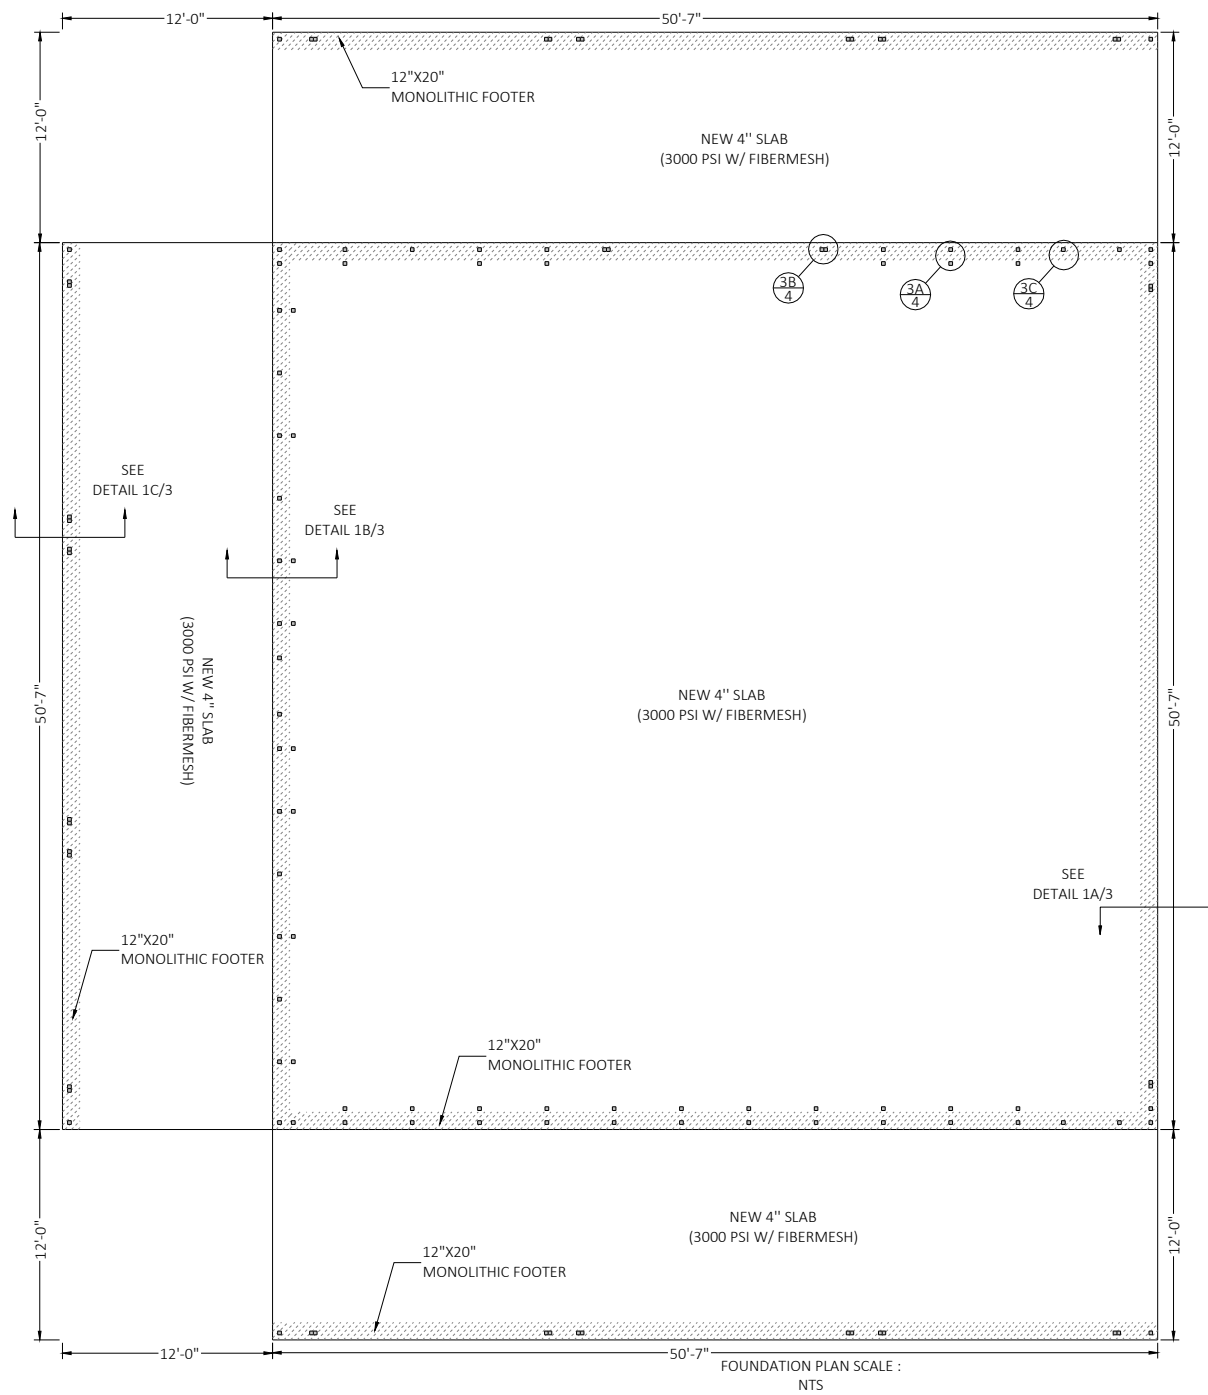 12'-0"
50'-7"
12'-0"
12"X20"
MONOLITHIC FOOTER
NEW 4" SLAB
(3000 PSI W/ FIBERMESH)
12'-0"
3B
4
3A
4
3C
4
SEE
DETAIL 1C/3
SEE
DETAIL 1B/3
NEW 4" SLAB
(3000 PSI W/ FIBERMESH)
50'-7"
NEW 4" SLAB
(3000 PSI W/ FIBERMESH)
50'-7"
SEE
DETAIL 1A/3
12"X20"
MONOLITHIC FOOTER
12"X20"
MONOLITHIC FOOTER
12'-0"
NEW 4" SLAB
(3000 PSI W/ FIBERMESH)
12'-0"
12"X20"
MONOLITHIC FOOTER
12'-0"
50'-7"
FOUNDATION PLAN SCALE :
NTS